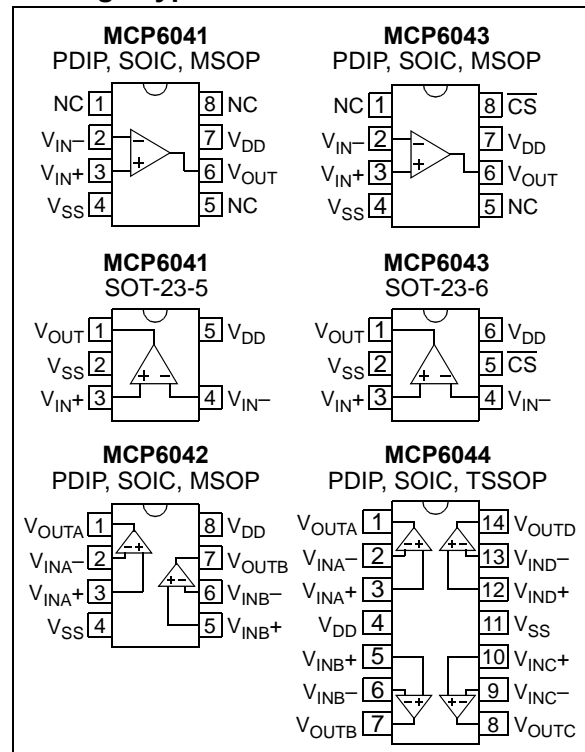 MCP6041
PDIP, SOIC, MSOP
NC 1 8 NC
VIN– 2 7 VDD
VIN+ 3 6 VOUT
VSS 4 5 NC
MCP6043
PDIP, SOIC, MSOP
NC 1 8 CS
VIN– 2 7 VDD
VIN+ 3 6 VOUT
VSS 4 5 NC
MCP6041
SOT-23-5
VOUT 1 5 VDD
VSS 2
VIN+ 3 4 VIN–
MCP6043
SOT-23-6
VOUT 1 6 VDD
VSS 2 5 CS
VIN+ 3 4 VIN–
MCP6042
PDIP, SOIC, MSOP
VOUTA 1 8 VDD
VINA– 2 7 VOUTB
VINA+ 3 6 VINB–
VSS 4 5 VINB+
MCP6044
PDIP, SOIC, TSSOP
VOUTA 1 14 VOUTD
VINA– 2 13 VIND–
VINA+ 3 12 VIND+
VDD 4 11 VSS
VINB+ 5 10 VINC+
VINB– 6 9 VINC–
VOUTB 7 8 VOUTC